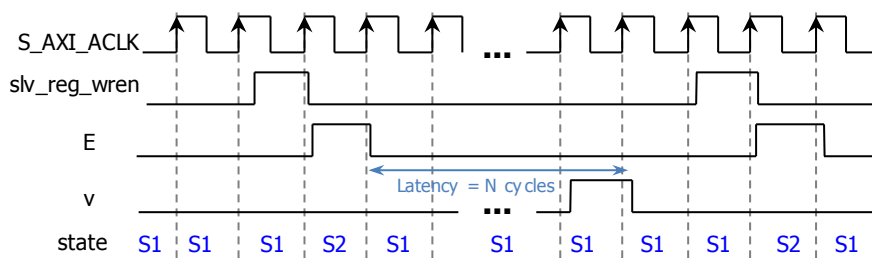 S_AXI_ACLK
...
slv_reg_wren
E
Latency = N cycles
v
...
state S1 S1 S1 S2 S1 S1 S1 S1 S1 S2 S1